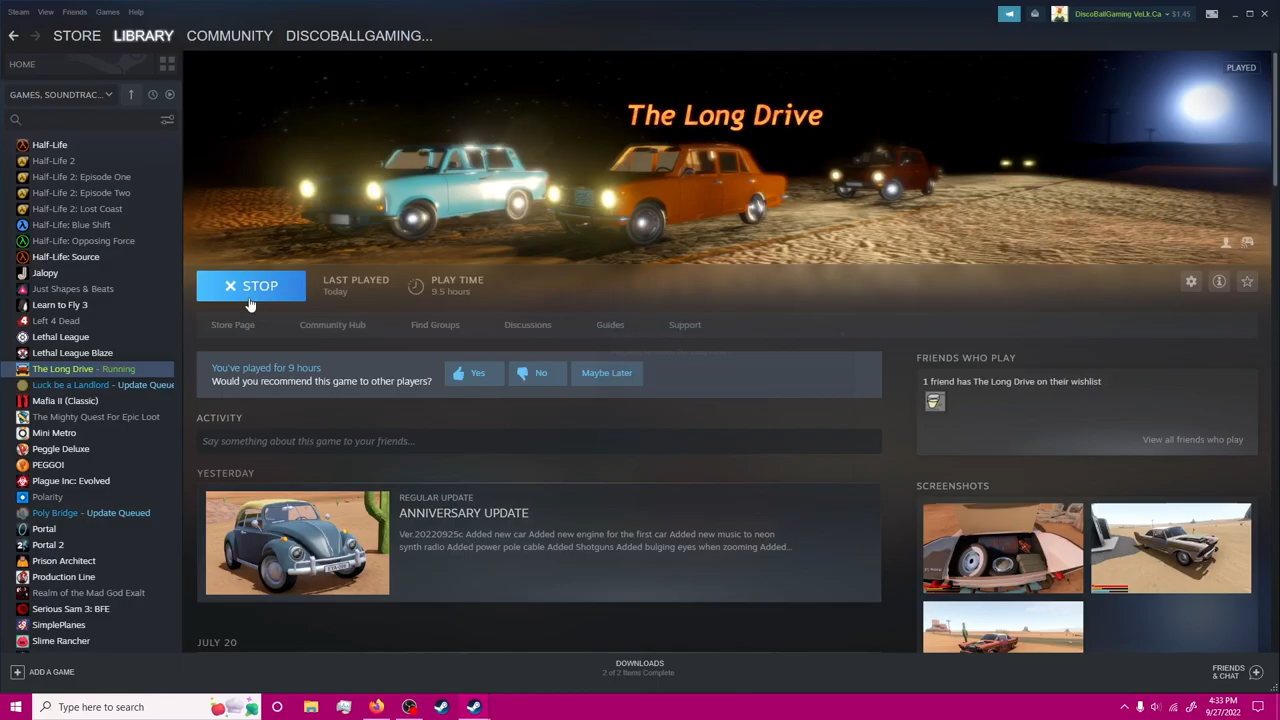 Steam View Friends Games Help
DiscoBallGaming VeLk.Ca $1.45
STORE LIBRARY COMMUNITY DISCOBALLGAMING...
HOME
PLAYED
GAMES, SOUNDTRAC...
The Long Drive
Half-Life
Half-Life 2
Half-Life 2: Episode One
Half-Life 2: Episode Two
Half-Life 2: Lost Coast
Half-Life: Blue Shift
Half-Life: Opposing Force
Half-Life: Source
Jalopy
Just Shapes & Beats
Learn to Fly 3
Left 4 Dead
Lethal League
Lethal League Blaze
The Long Drive - Running
Luck be a Landlord - Update Queue
Mafia II (Classic)
The Mighty Quest For Epic Loot
Mini Metro
Peggle Deluxe
PEGGO!
Plague Inc: Evolved
Polarity
Poly Bridge - Update Queued
Portal
Portal 2
Prison Architect
Production Line
Realm of the Mad God Exalt
Serious Sam 3: BFE
SimplePlanes
Slime Rancher
STOP
LAST PLAYED
Today
PLAY TIME
9.5 hours
Store Page Community Hub Find Groups Discussions Guides Support
You've played for 9 hours
Would you recommend this game to other players?
Yes No Maybe Later
ACTIVITY
Say something about this game to your friends...
YESTERDAY
REGULAR UPDATE
ANNIVERSARY UPDATE
Ver.20220925c Added new car Added new engine for the first car Added new music to neon
synth radio Added power pole cable Added Shotguns Added bulging eyes when zooming Added...
JULY 20
FRIENDS WHO PLAY
1 friend has The Long Drive on their wishlist
View all friends who play
SCREENSHOTS
ADD A GAME
DOWNLOADS
2 of 2 Items Complete
FRIENDS
& CHAT
Type here to search
4:33 PM
9/27/2022